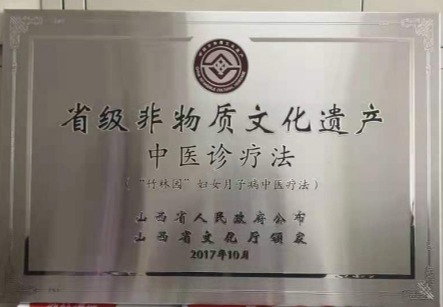 省级非物质文化遗产
中医诊疗法
（“竹林园”妇女月子病中医疗法）
山西省人民政府公布
山西省文化厅颁发
2017年10月